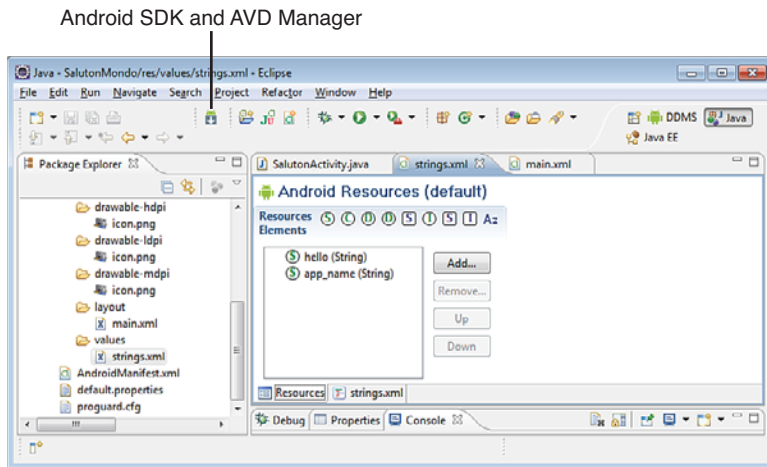 Android SDK and AVD Manager
Java - SalutonMondo/res/values/strings.xml - Eclipse
File Edit Run Navigate Search Project Refactor Window Help
DDMS Java
Java EE
Package Explorer
SalutonActivity.java strings.xml main.xml
drawable-hdpi
icon.png
drawable-ldpi
icon.png
drawable-mdpi
icon.png
layout
main.xml
values
strings.xml
AndroidManifest.xml
default.properties
proguard.cfg
Android Resources (default)
Resources S C D D S I S I Az
Elements
S hello (String)
S app_name (String)
Add...
Remove...
Up
Down
Resources strings.xml
Debug Properties Console